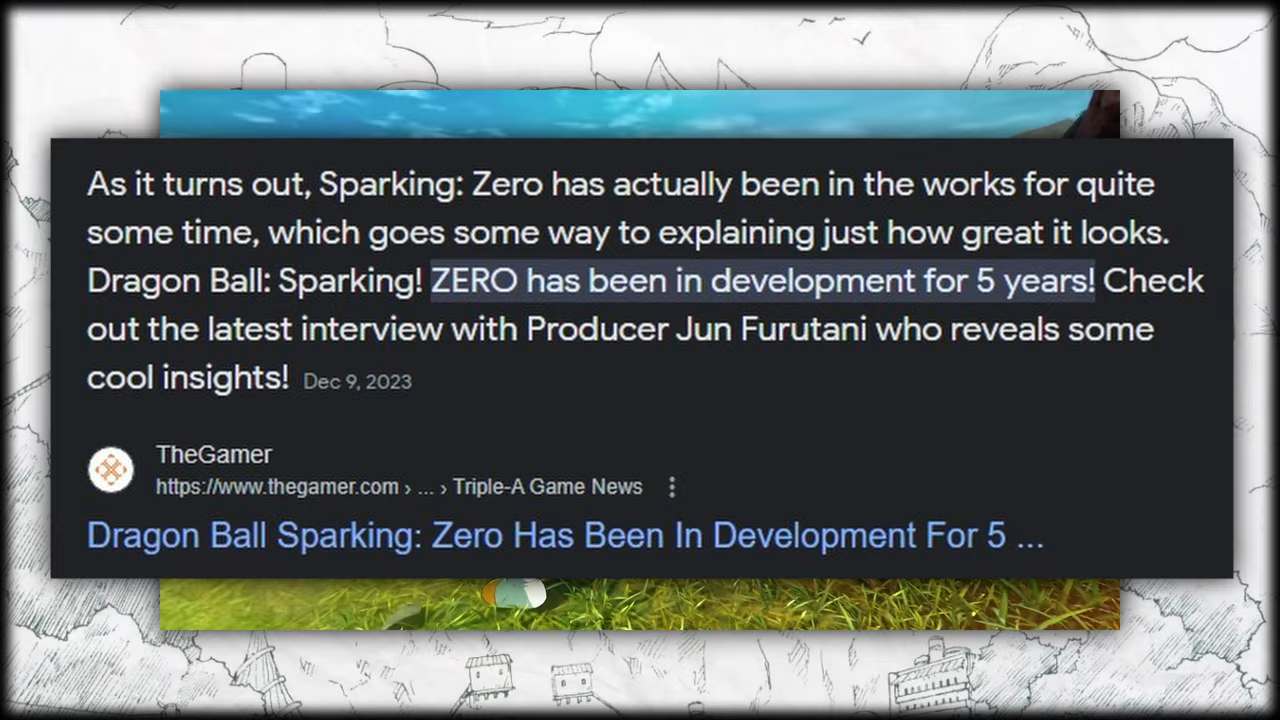 As it turns out, Sparking: Zero has actually been in the works for quite
some time, which goes some way to explaining just how great it looks.
Dragon Ball: Sparking! ZERO has been in development for 5 years! Check
out the latest interview with Producer Jun Furutani who reveals some
cool insights! Dec 9, 2023
TheGamer
https://www.thegamer.com › ... › Triple-A Game News
Dragon Ball Sparking: Zero Has Been In Development For 5 ...